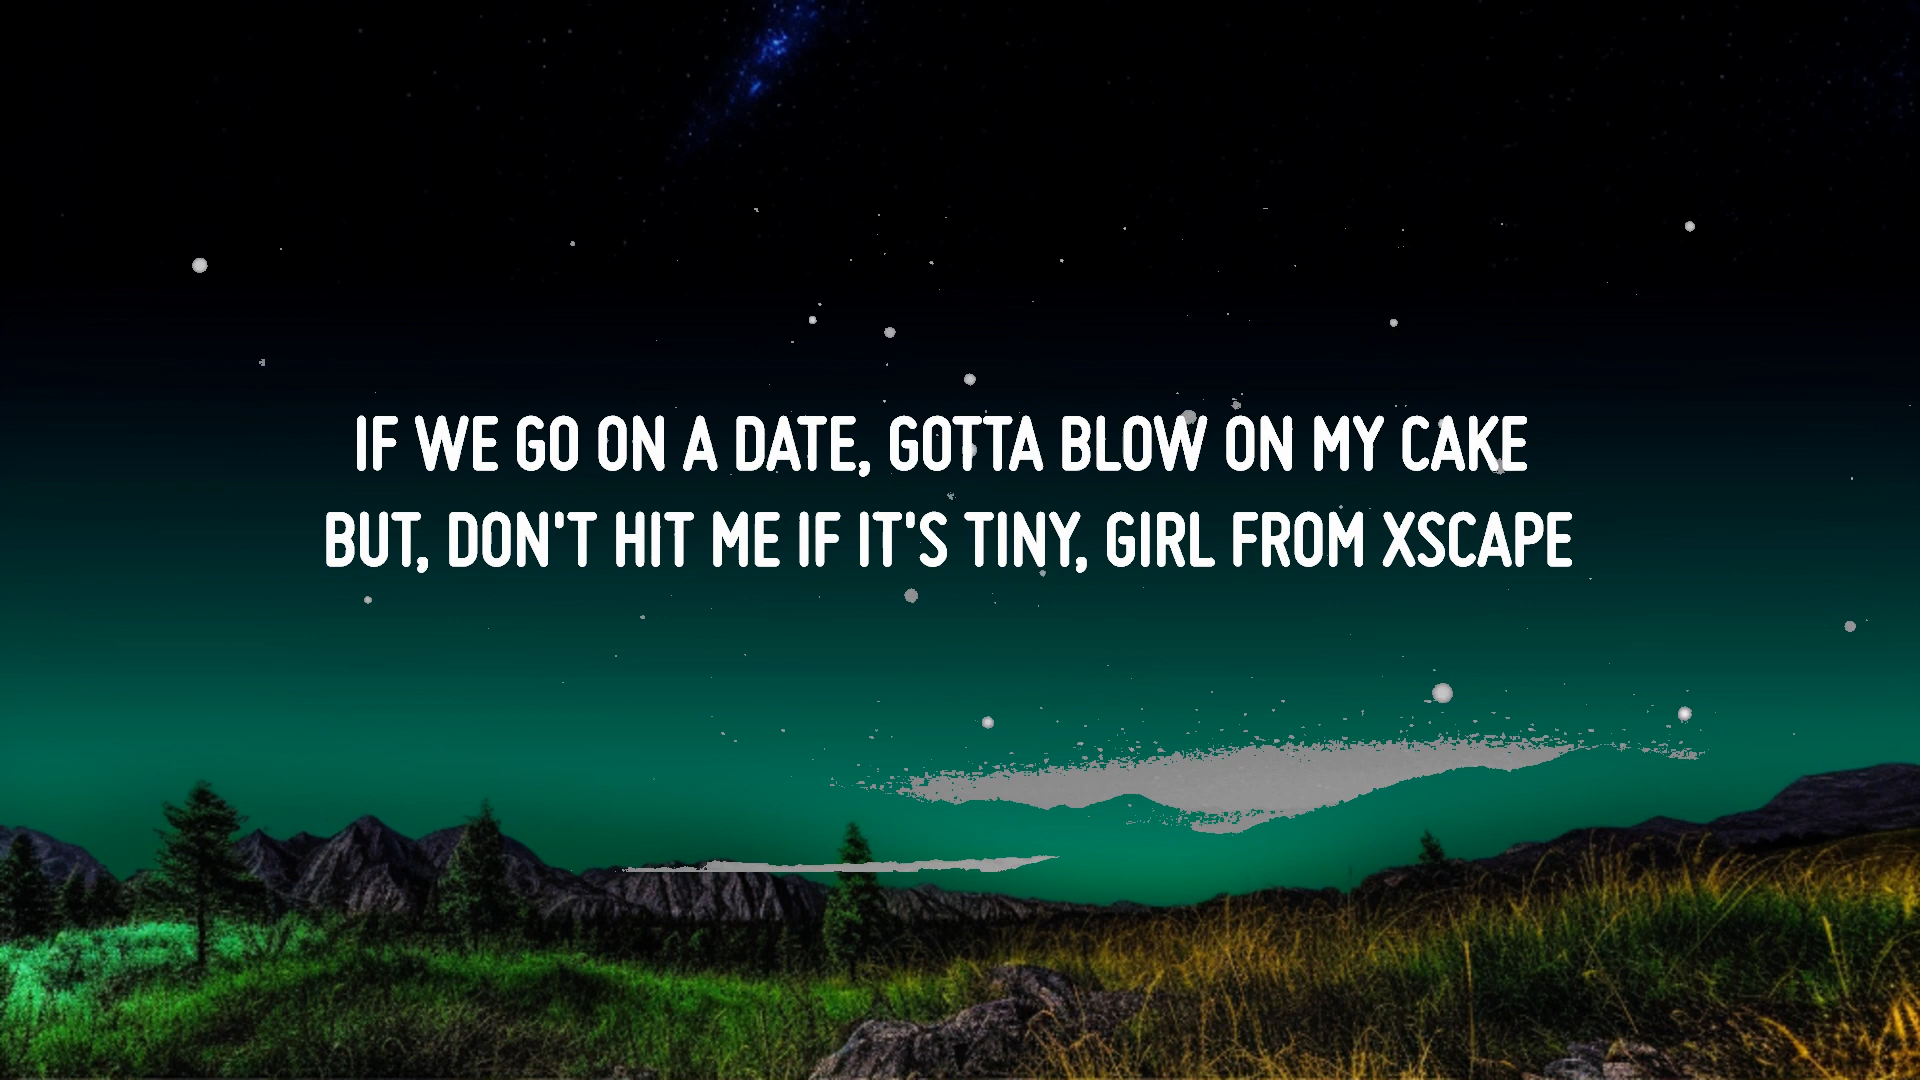 IF WE GO ON A DATE, GOTTA BLOW ON MY CAKE
BUT, DON'T HIT ME IF IT'S TINY, GIRL FROM XSCAPE